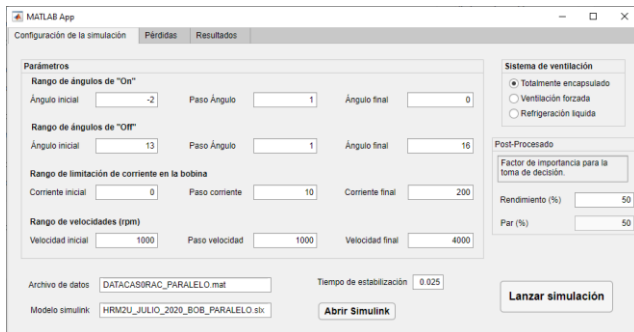 MATLAB App
Configuración de la simulación Pérdidas Resultados
Parámetros
Rango de ángulos de "On"
Ángulo inicial -2 Paso Ángulo 1 Ángulo final 0
Rango de ángulos de "Off"
Ángulo inicial 13 Paso Ángulo 1 Ángulo final 16
Rango de limitación de corriente en la bobina
Corriente inicial 0 Paso corriente 10 Corriente final 200
Rango de velocidades (rpm)
Velocidad inicial 1000 Paso velocidad 1000 Velocidad final 4000
Sistema de ventilación
Totalmente encapsulado
Ventilación forzada
Refrigeración liquida
Post-Procesado
Factor de importancia para la
toma de decisión.
Rendimiento (%) 50
Par (%) 50
Archivo de datos DATACAS0RAC_PARALELO.mat Tiempo de estabilización 0.025
Modelo simulink HRM2U_JULIO_2020_BOB_PARALELO.slx Abrir Simulink
Lanzar simulación